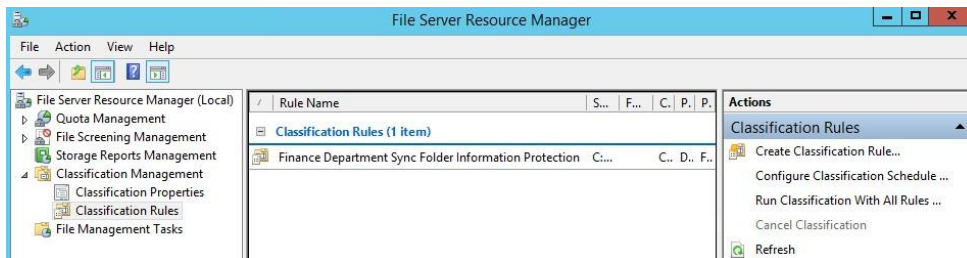 File Server Resource Manager
File Action View Help
File Server Resource Manager (Local)
Quota Management
File Screening Management
Storage Reports Management
Classification Management
Classification Properties
Classification Rules
File Management Tasks
Rule Name S... F... C. P. P.
Classification Rules (1 item)
Finance Department Sync Folder Information Protection C:... C.. D.. F..
Actions
Classification Rules
Create Classification Rule...
Configure Classification Schedule ...
Run Classification With All Rules ...
Cancel Classification
Refresh